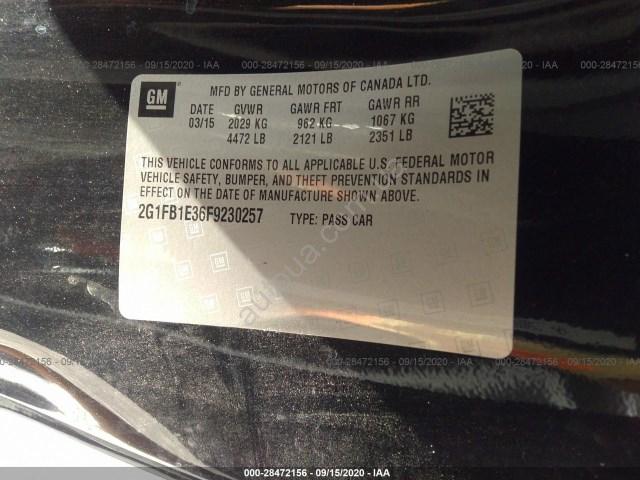 000-28472156 - 09/15/2020 - IAA
GM
MFD BY GENERAL MOTORS OF CANADA LTD.
DATE GVWR GAWR FRT GAWR RR
03/15 2029 KG 962 KG 1067 KG
4472 LB 2121 LB 2351 LB
THIS VEHICLE CONFORMS TO ALL APPLICABLE U.S. FEDERAL MOTOR
VEHICLE SAFETY, BUMPER, AND THEFT PREVENTION STANDARDS IN
EFFECT ON THE DATE OF MANUFACTURE SHOWN ABOVE.
2G1FB1E36F9230257 TYPE: PASS CAR
autoua.com
000-28472156 - 09/15/2020 - IAA
000-28472156 - 09/15/2020 - IAA